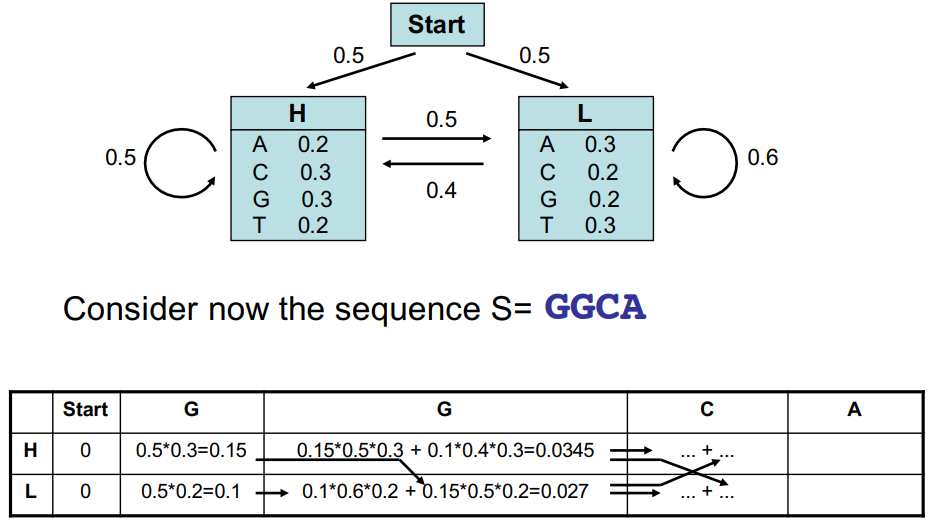 Start
0.5 0.5
H L
0.5
A 0.2 A 0.3
0.5 C 0.3 C 0.2 0.6
0.4
G 0.3 G 0.2
T 0.2 T 0.3
Consider now the sequence S= GGCA
Start G G C A
H 0 0.5*0.3=0.15 0.15*0.5*0.3 + 0.1*0.4*0.3=0.0345 ... + ...
L 0 0.5*0.2=0.1 0.1*0.6*0.2 + 0.15*0.5*0.2=0.027 ... + ...